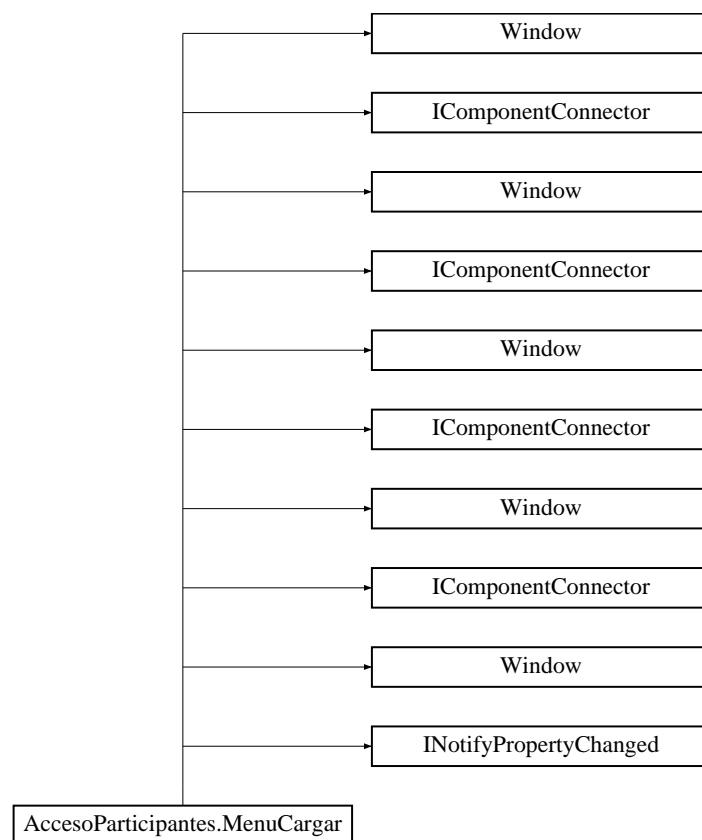 Window
IComponentConnector
Window
IComponentConnector
Window
IComponentConnector
Window
IComponentConnector
Window
INotifyPropertyChanged
AccesoParticipantes.MenuCargar